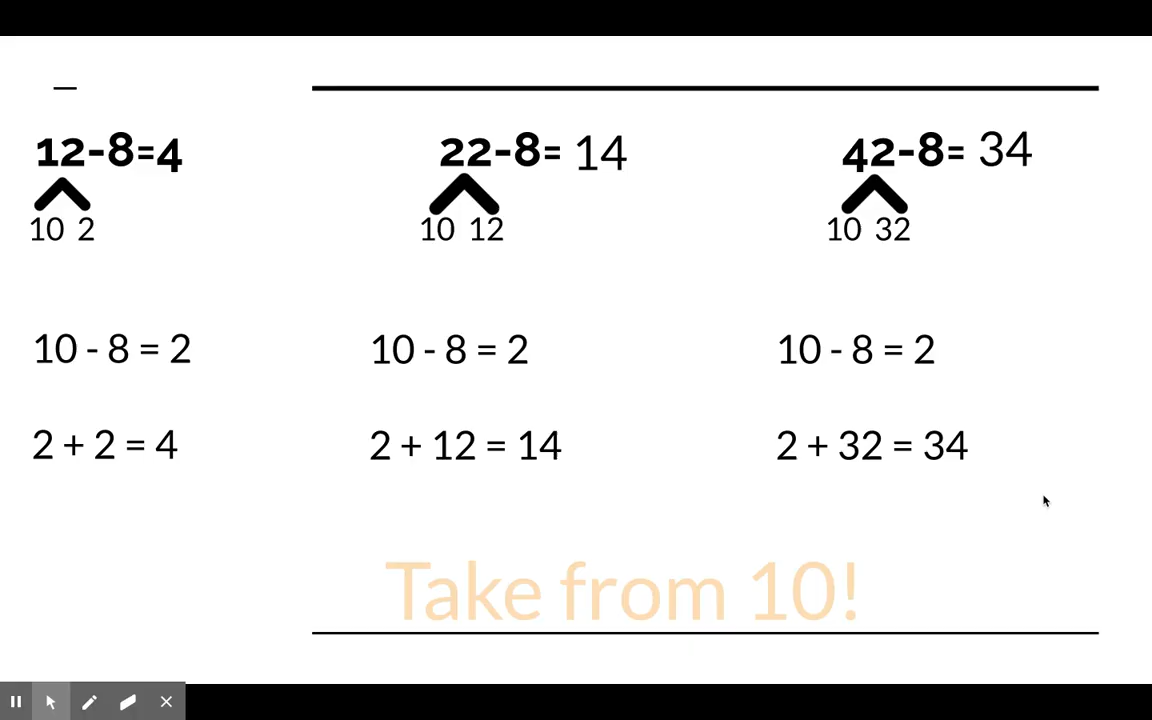 12-8=4
22-8= 14
42-8= 34
10 2
10 12
10 32
10 - 8 = 2
10 - 8 = 2
10 - 8 = 2
2 + 2 = 4
2 + 12 = 14
2 + 32 = 34
Take from 10!